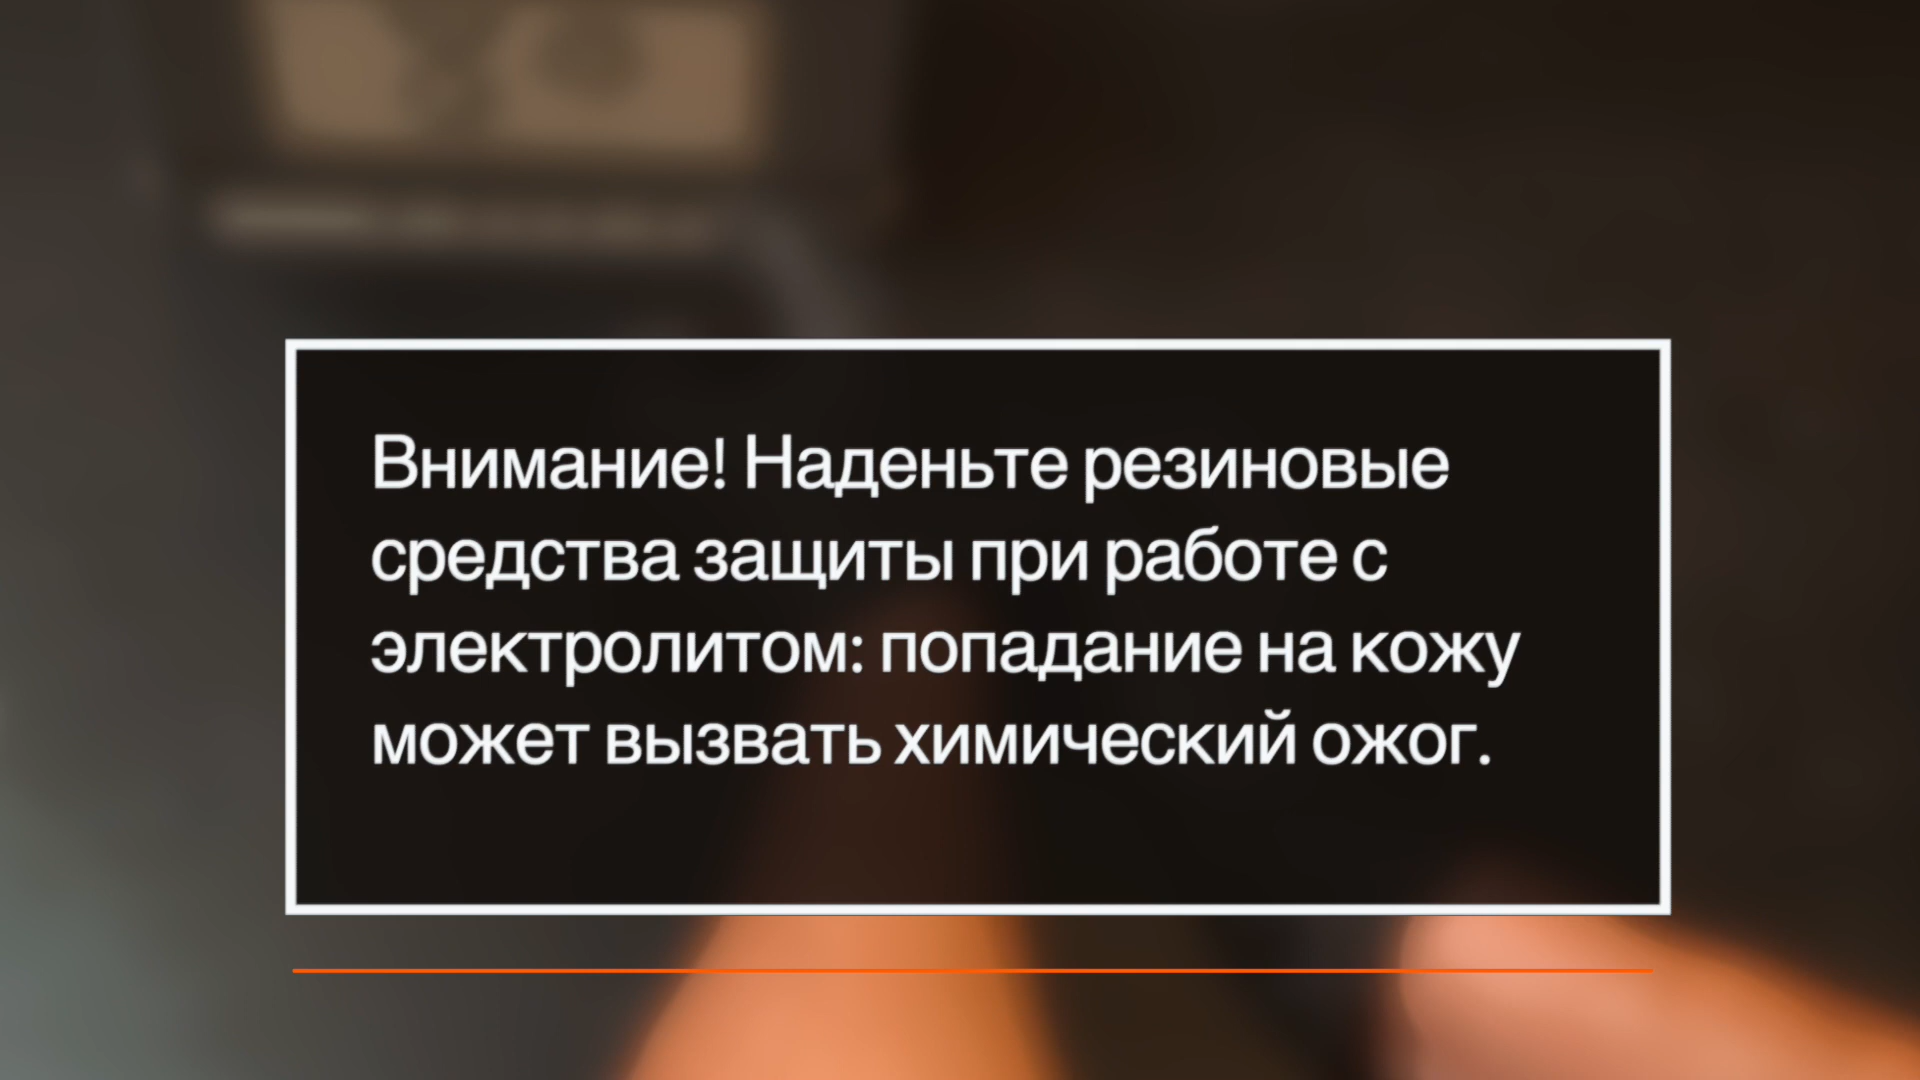 Внимание! Наденьте резиновые
средства защиты при работе с
электролитом: попадание на кожу
может вызвать химический ожог.